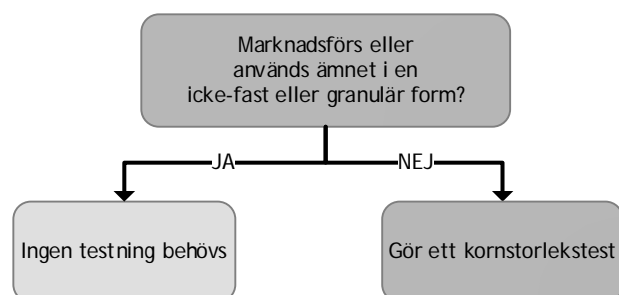 Marknadsförs eller
används ämnet i en
icke-fast eller granulär form?
JA
NEJ
Ingen testning behövs
Gör ett kornstorlekstest